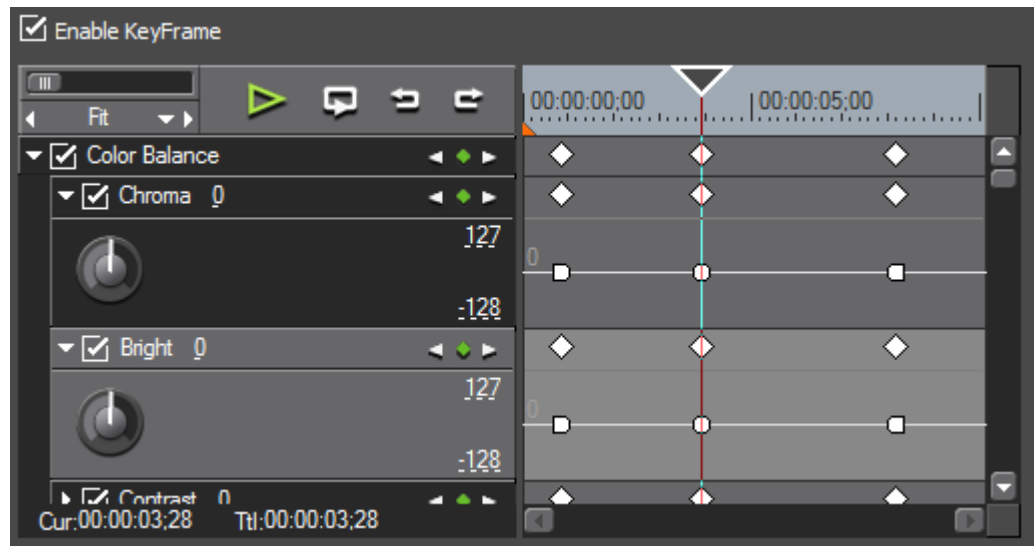 Enable KeyFrame
Fit
00:00:00;00 00:00:05;00
Color Balance
Chroma 0
127
0
-128
Bright 0
127
0
-128
Contrast 0
Cur:00:00:03;28 Ttl:00:00:03;28